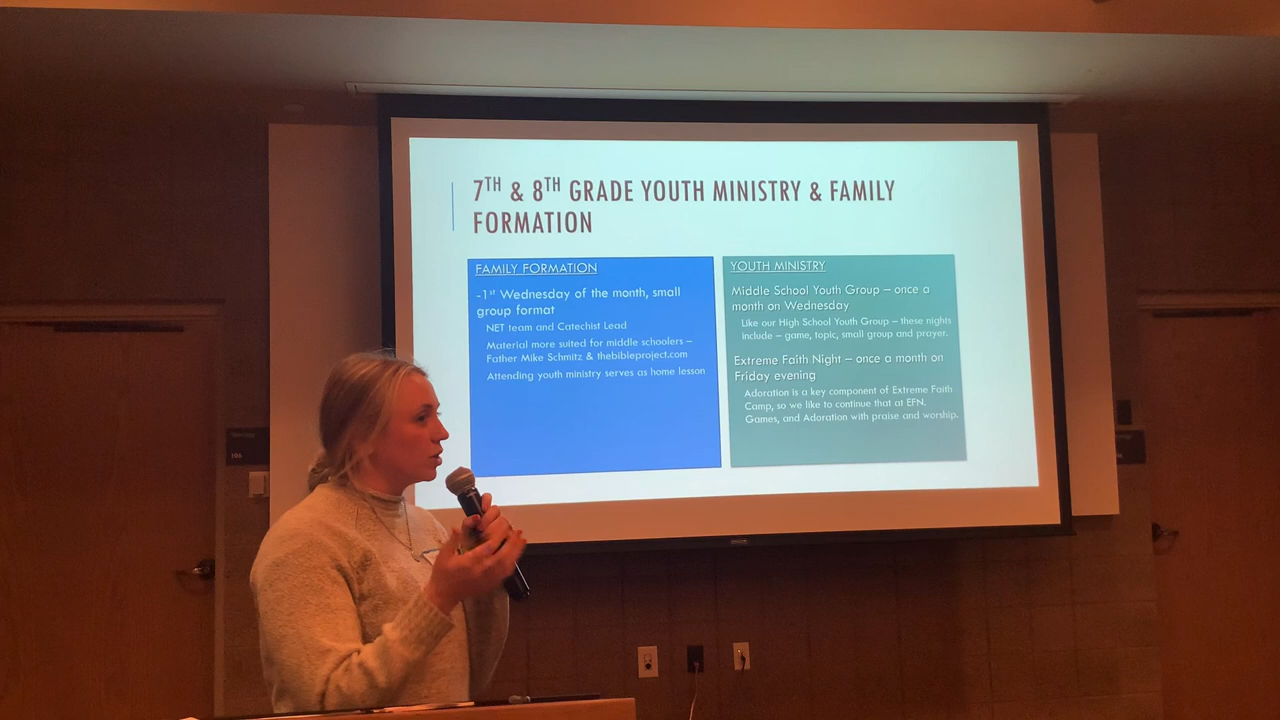 7TH & 8TH GRADE YOUTH MINISTRY & FAMILY
FORMATION
FAMILY FORMATION
-1st Wednesday of the month, small
group format
NET team and Catechist Lead
Material more suited for middle schoolers –
Father Mike Schmitz & thebibleproject.com
Attending youth ministry serves as home lesson
YOUTH MINISTRY
Middle School Youth Group – once a
month on Wednesday
Like our High School Youth Group – these nights
include – game, topic, small group and prayer.
Extreme Faith Night – once a month on
Friday evening
Adoration is a key component of Extreme Faith
Camp, so we like to continue that at EFN.
Games, and Adoration with praise and worship.
106